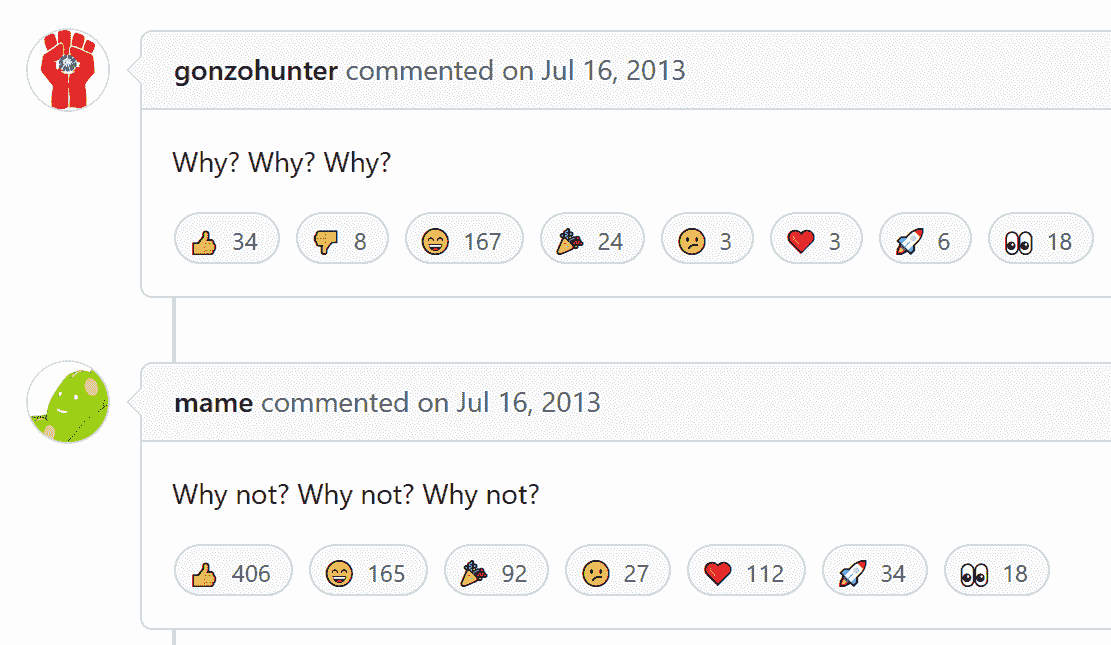 gonzohunter commented on Jul 16, 2013
Why? Why? Why?
34 8 167 24 3 3 6 18
mame commented on Jul 16, 2013
Why not? Why not? Why not?
406 165 92 27 112 34 18